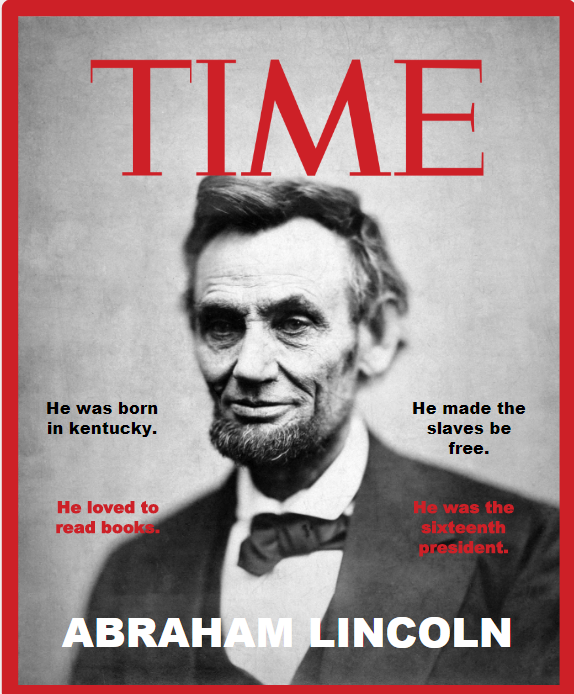 TIME
He was born
in kentucky.
He made the
slaves be
free.
He loved to
read books.
He was the
sixteenth
president.
ABRAHAM LINCOLN